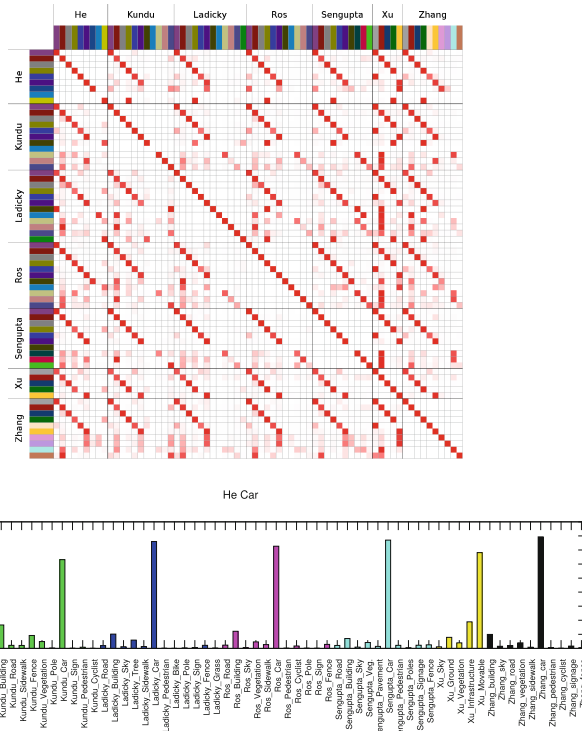 He Kundu Ladicky Ros Sengupta Xu Zhang
He
Kundu
Ladicky
Ros
Sengupta
Xu
Zhang
He Car
Kundu_Building
Kundu_Road
Kundu_Sidewalk
Kundu_Fence
Kundu_Vegetation
Kundu_Pole
Kundu_Car
Kundu_Sign
Kundu_Pedestrian
Kundu_Cyclist
Ladicky_Road
Ladicky_Building
Ladicky_Sky
Ladicky_Tree
Ladicky_Sidewalk
Ladicky_Car
Ladicky_Pedestrian
Ladicky_Bike
Ladicky_Pole
Ladicky_Sign
Ladicky_Fence
Ladicky_Grass
Ros_Road
Ros_Building
Ros_Sky
Ros_Vegetation
Ros_Sidewalk
Ros_Car
Ros_Pedestrian
Ros_Cyclist
Ros_Pole
Ros_Sign
Ros_Fence
Sengupta_Road
Sengupta_Building
Sengupta_Sky
Sengupta_Veg.
engupta_Pavement
Sengupta_Car
engupta_Pedestrian
Sengupta_Poles
Sengupta_Signage
Sengupta_Fence
Xu_Sky
Xu_Ground
Xu_Vegetation
Xu_Infrastructure
Xu_Movable
Zhang_building
Zhang_sky
Zhang_road
Zhang_vegetation
Zhang_sidewalk
Zhang_car
Zhang_pedestrian
Zhang_cyclist
Zhang_signage